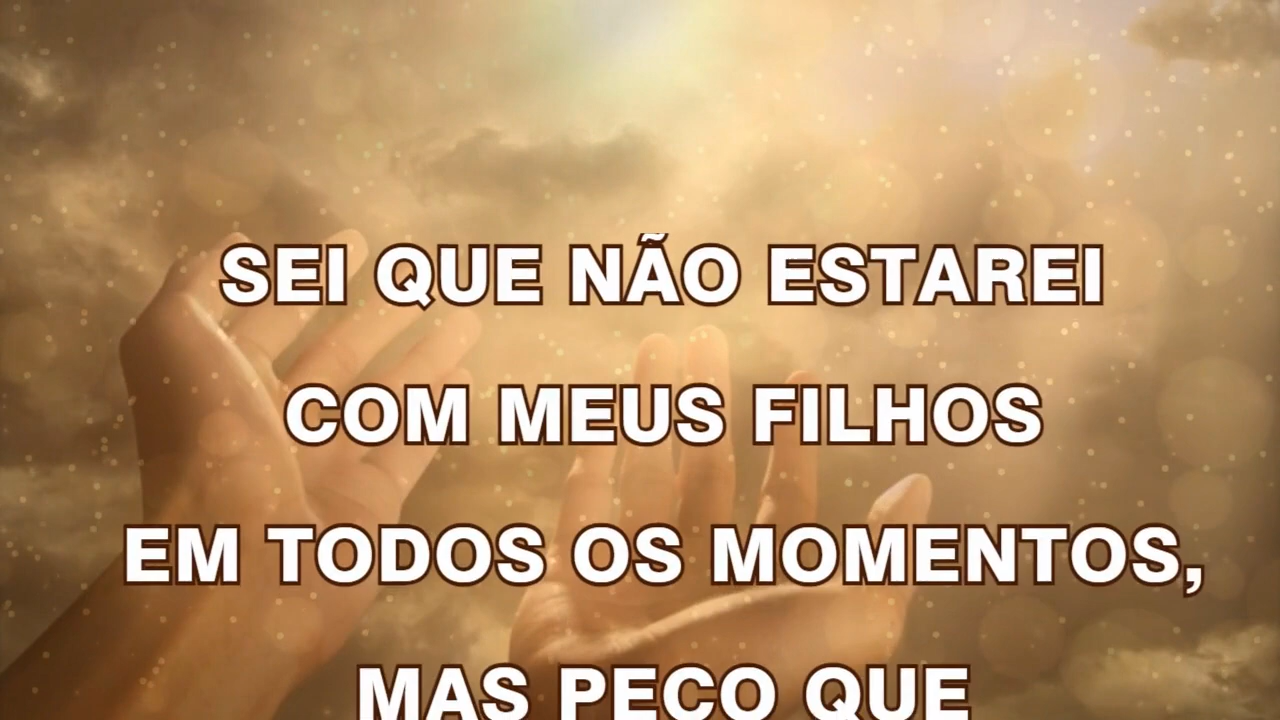 SEI QUE NÃO ESTAREI
COM MEUS FILHOS
EM TODOS OS MOMENTOS,
MAS PEÇO QUE